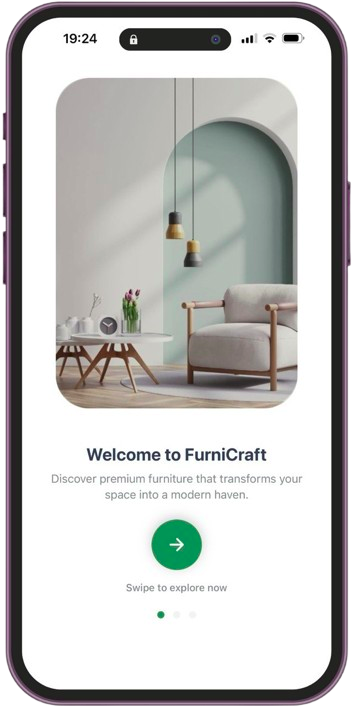 19:24
Welcome to FurniCraft
Discover premium furniture that transforms your
space into a modern haven.
Swipe to explore now